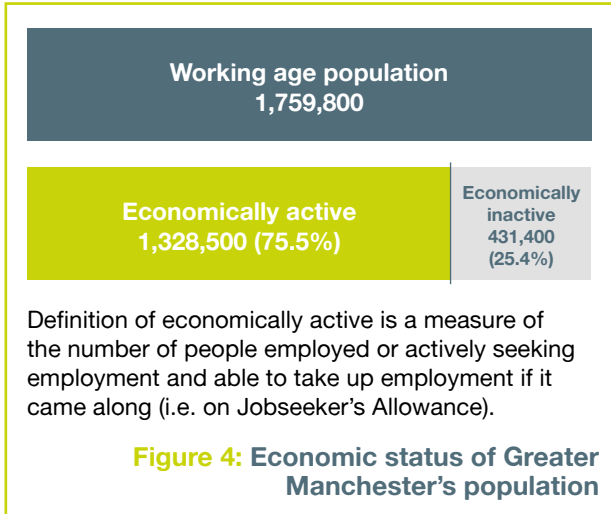 Working age population
1,759,800
Economically active
1,328,500 (75.5%)
Economically
inactive
431,400
(25.4%)
Definition of economically active is a measure of
the number of people employed or actively seeking
employment and able to take up employment if it
came along (i.e. on Jobseeker's Allowance).
Figure 4: Economic status of Greater
Manchester's population